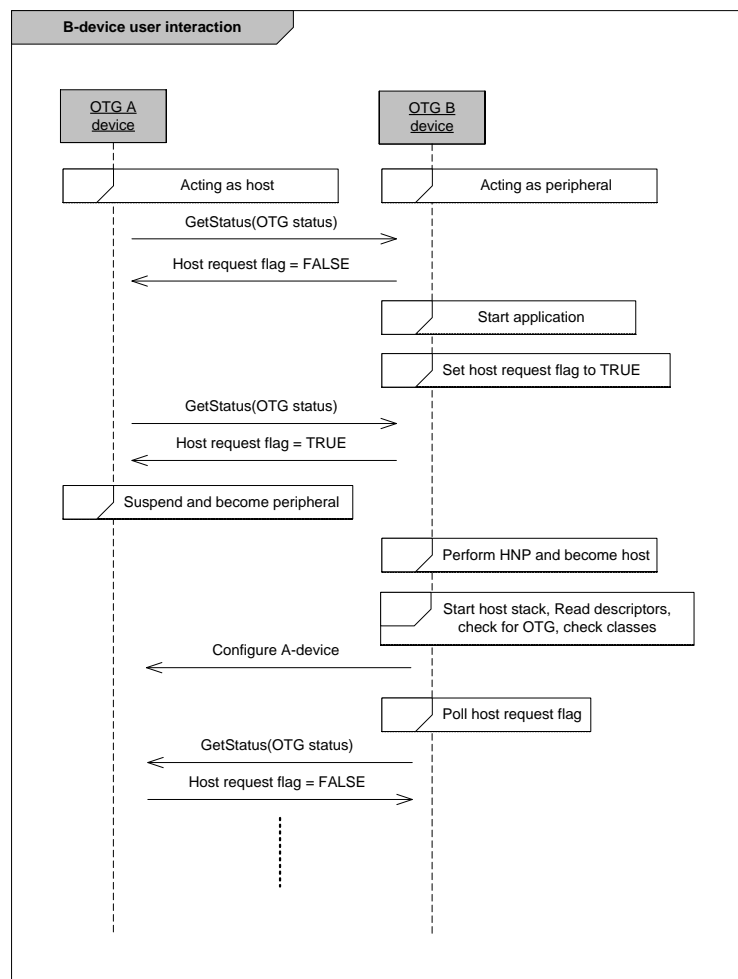 B-device user interaction
OTG A
device
OTG B
device
Acting as host
Acting as peripheral
GetStatus(OTG status)
Host request flag = FALSE
Start application
Set host request flag to TRUE
GetStatus(OTG status)
Host request flag = TRUE
Suspend and become peripheral
Perform HNP and become host
Start host stack, Read descriptors,
check for OTG, check classes
Configure A-device
Poll host request flag
GetStatus(OTG status)
Host request flag = FALSE